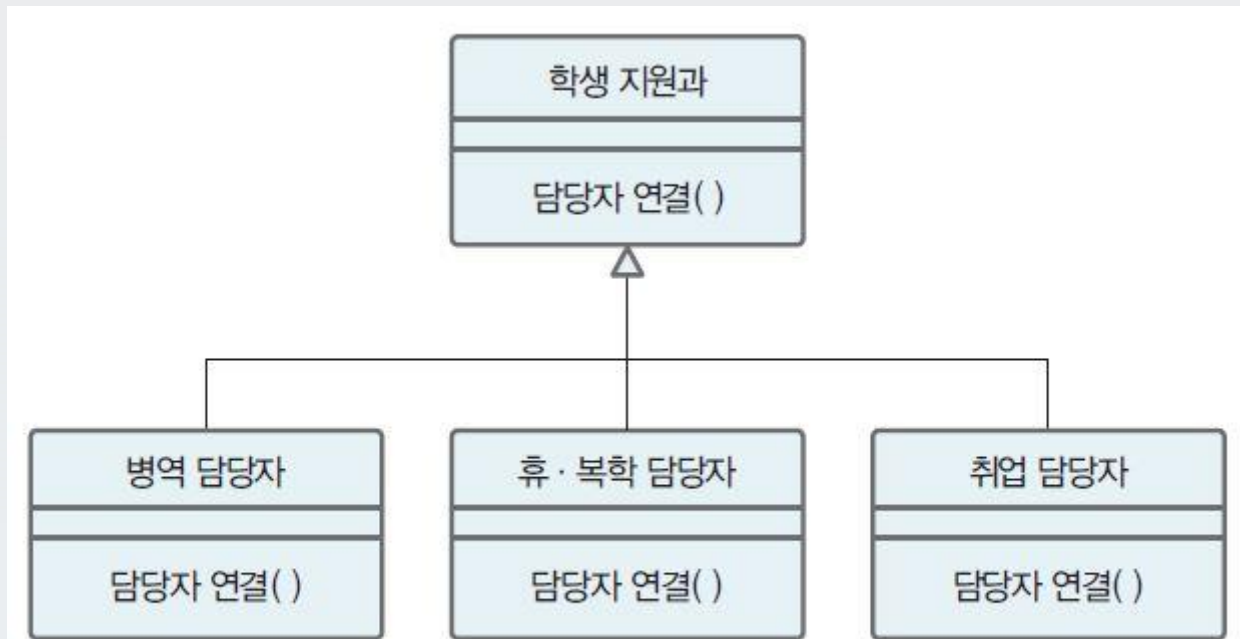 학생 지원과
담당자 연결( )
병역 담당자
휴 · 복학 담당자
취업 담당자
담당자 연결( )
담당자 연결( )
담당자 연결( )